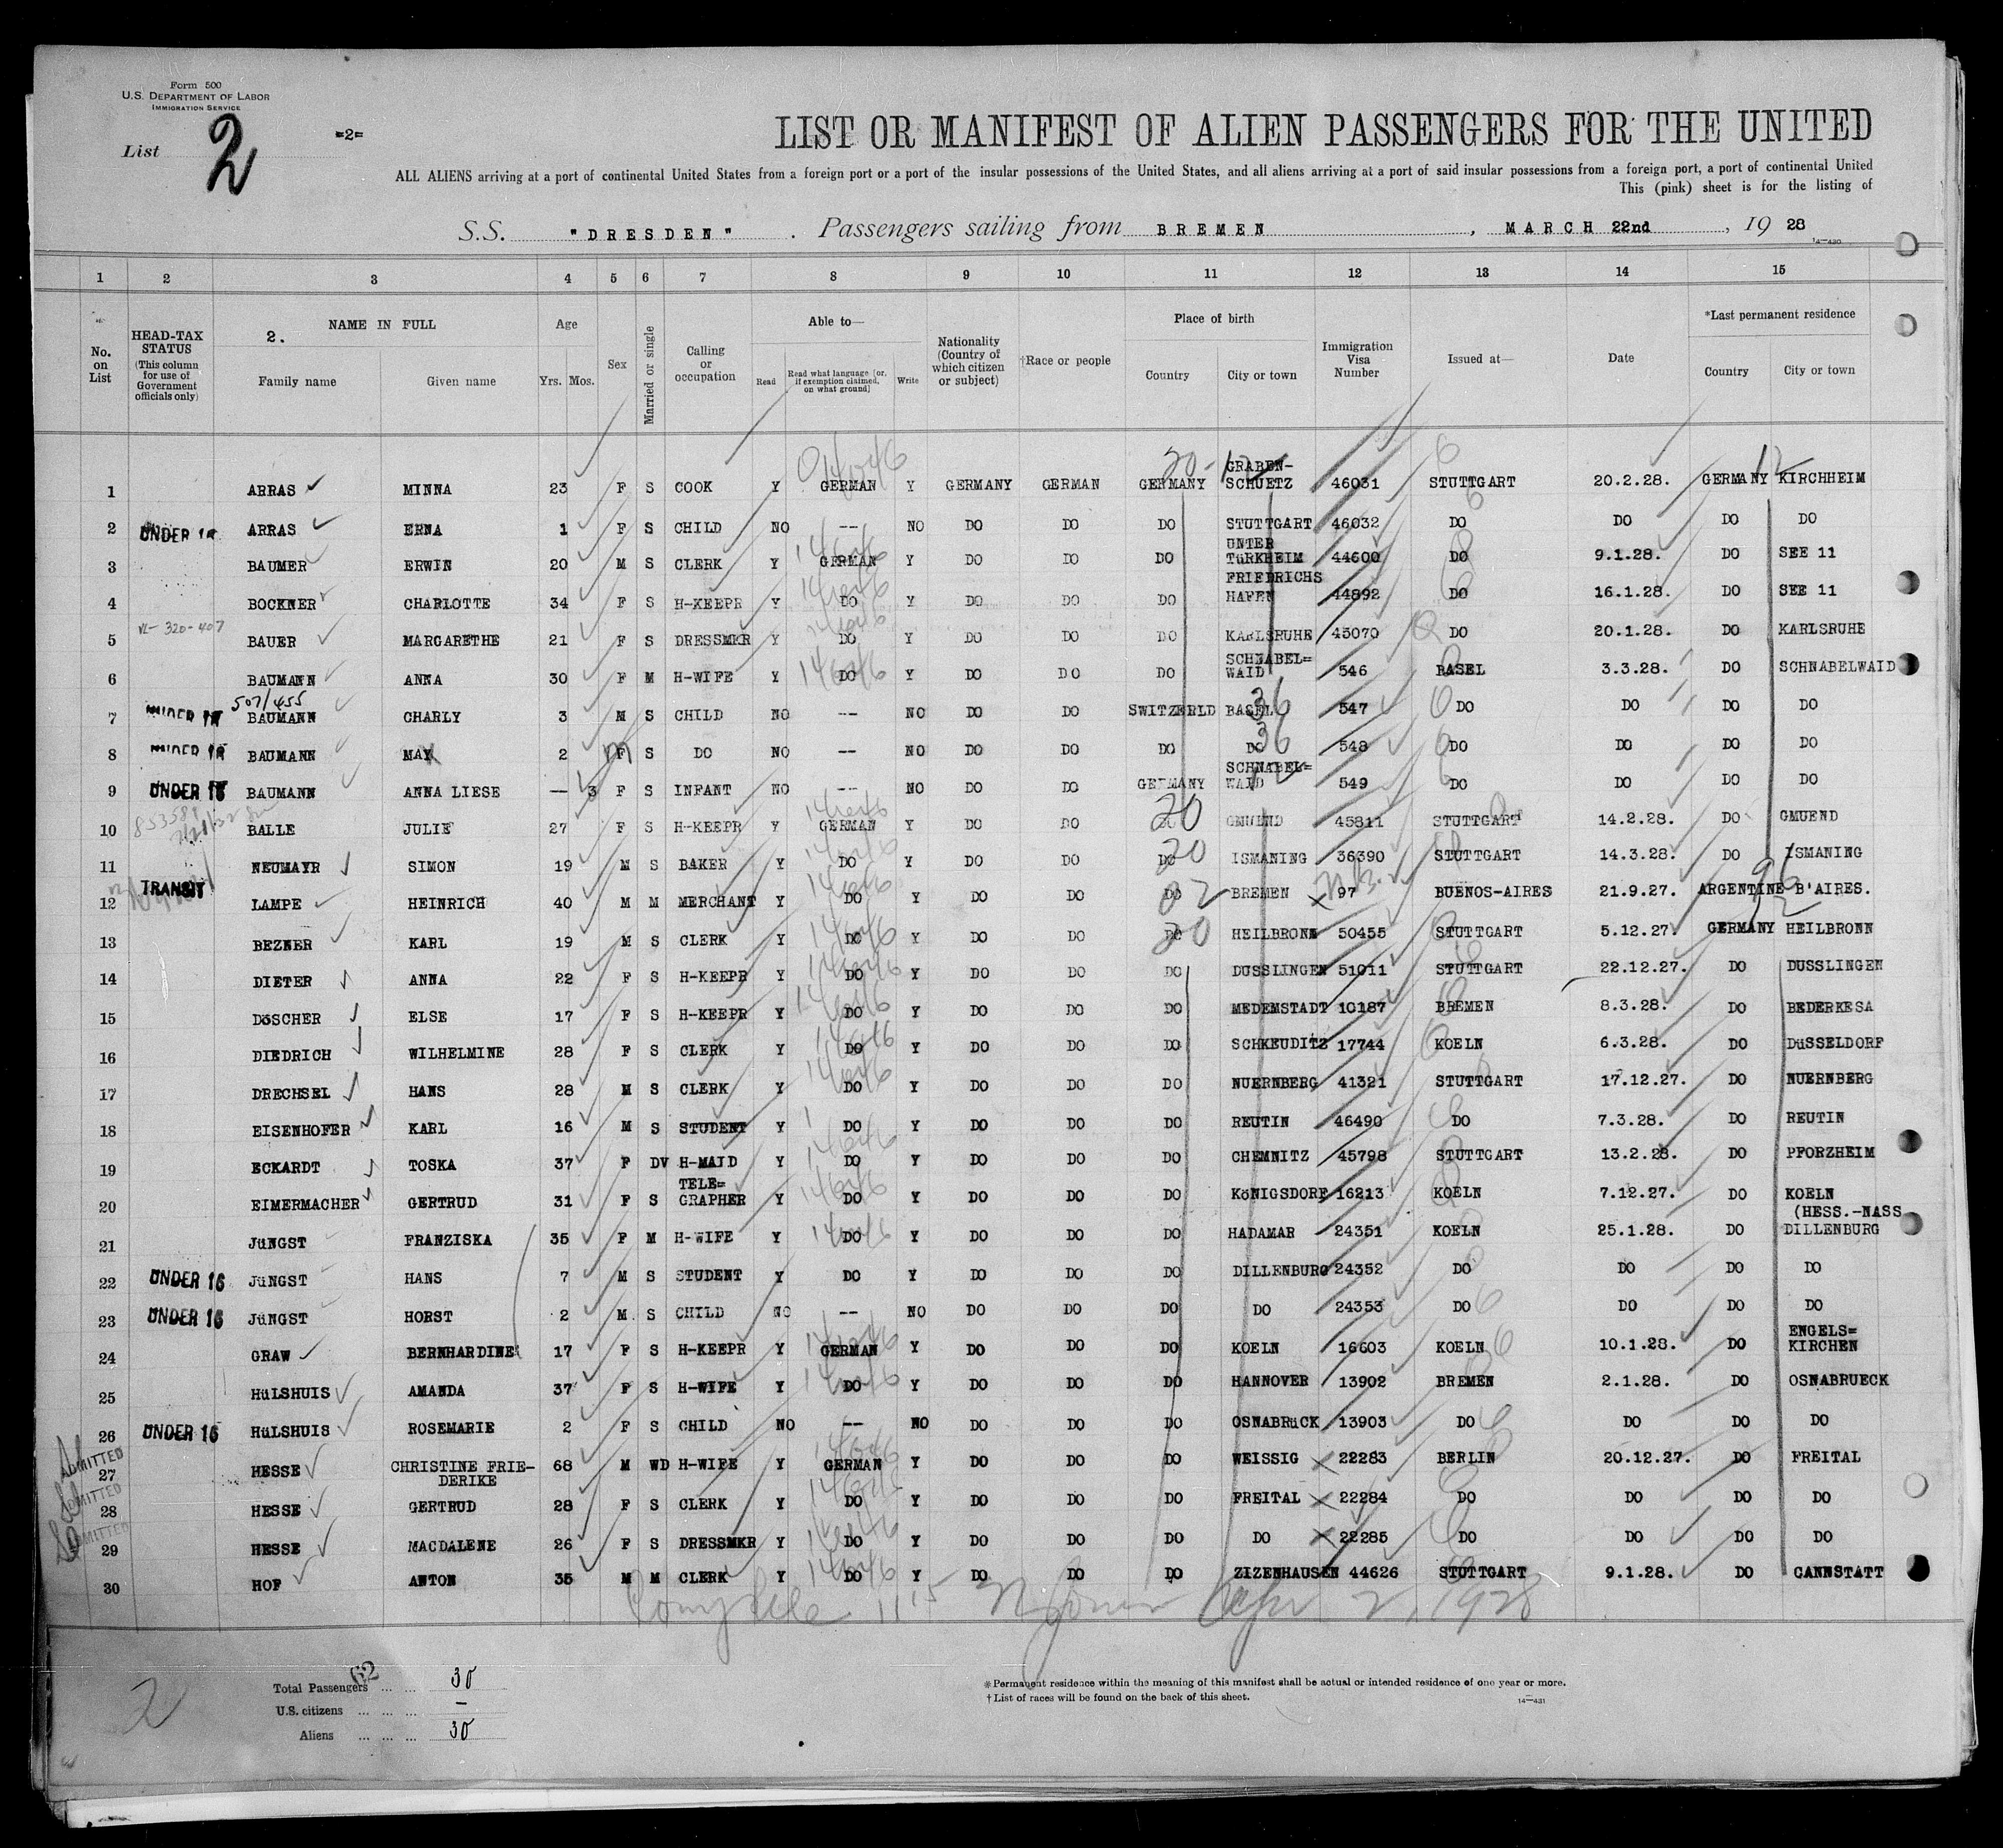 Form 500
U.S. DEPARTMENT OF LABOR
IMMIGRATION SERVICE
List 2 =2=
LIST OR MANIFEST OF ALIEN PASSENGERS FOR THE UNITED
ALL ALIENS arriving at a port of continental United States from a foreign port or a port of the insular possessions of the United States, and all aliens arriving at a port of said insular possessions from a foreign port, a port of continental United
This (pink) sheet is for the listing of
S.S. "DRESDEN". Passengers sailing from BREMEN, MARCH 22nd, 19 28
14—430
1 2 3 4 5 6 7 8 9 10 11 12 13 14 15
No. on List
HEAD-TAX STATUS (This column for use of Government officials only)
NAME IN FULL 2.
Family name Given name
Age Yrs. Mos.
Sex
Married or single
Calling or occupation
Able to—
Read Read what language (or, if exemption claimed, on what ground) Write
Nationality (Country of which citizen or subject)
†Race or people
Place of birth
Country City or town
Immigration Visa Number
Issued at—
Date
*Last permanent residence
Country City or town
1 ARRAS MINNA 23 F S COOK Y GERMAN Y GERMANY GERMAN GERMANY GRABEN-SCHUETZ 46031 STUTTGART 20.2.28. GERMANY KIRCHHEIM
2 UNDER 16 ARRAS ERNA 1 F S CHILD NO -- NO DO DO DO STUTTGART 46032 DO DO DO DO
3 BAUMER ERWIN 20 M S CLERK Y GERMAN Y DO DO DO UNTER TüRKHEIM 44600 DO 9.1.28. DO SEE 11
4 BOCKNER CHARLOTTE 34 F S H-KEEPR Y DO Y DO DO DO FRIEDRICHS HAFEN 44892 DO 16.1.28. DO SEE 11
5 BAUER MARGARETHE 21 F S DRESSMKR Y DO Y DO DO DO KARLSRUHE 45070 DO 20.1.28. DO KARLSRUHE
6 BAUMANN ANNA 30 F M H-WIFE Y DO Y DO DO DO SCHNABEL=WAID 546 BASEL 3.3.28. DO SCHNABELWAID
507/455
7 UNDER 16 BAUMANN CHARLY 3 M S CHILD NO -- NO DO DO SWITZERLD BASEL 547 DO DO DO DO
8 UNDER 16 BAUMANN MAX 2 M S DO NO -- NO DO DO DO DO 548 DO DO DO DO
9 UNDER 16 BAUMANN ANNA LIESE — 3 F S INFANT NO -- NO DO DO GERMANY SCHNABEL=WAID 549 DO DO DO DO
10 BALLE JULIE 27 F S H-KEEPR Y GERMAN Y DO DO DO GMUEND 45811 STUTTGART 14.2.28. DO GMUEND
11 NEUMAYR SIMON 19 M S BAKER Y DO Y DO DO DO ISMANING 36390 STUTTGART 14.3.28. DO ISMANING
12 TRANSIT LAMPE HEINRICH 40 M M MERCHANT Y DO Y DO DO DO BREMEN 97 BUENOS-AIRES 21.9.27. ARGENTINE B'AIRES.
13 BEZNER KARL 19 M S CLERK Y DO Y DO DO DO HEILBRONN 50455 STUTTGART 5.12.27. GERMANY HEILBRONN
14 DIETER ANNA 22 F S H-KEEPR Y DO Y DO DO DO DUSSLINGEN 51011 STUTTGART 22.12.27. DO DUSSLINGEN
15 DöSCHER ELSE 17 F S H-KEEPR Y DO Y DO DO DO MEDEMSTADT 10187 BREMEN 8.3.28. DO BEDERKESA
16 DIEDRICH WILHELMINE 28 F S CLERK Y DO Y DO DO DO SCHKEUDITZ 17744 KOELN 6.3.28. DO DüSSELDORF
17 DRECHSEL HANS 28 M S CLERK Y DO Y DO DO DO NUERNBERG 41321 STUTTGART 17.12.27. DO NUERNBERG
18 EISENHOFER KARL 16 M S STUDENT Y DO Y DO DO DO REUTIN 46490 DO 7.3.28. DO REUTIN
19 ECKARDT TOSKA 37 F DV H-MAID Y DO Y DO DO DO CHEMNITZ 45798 STUTTGART 13.2.28. DO PFORZHEIM
20 EIMERMACHER GERTRUD 31 F S TELE=GRAPHER Y DO Y DO DO DO KöNIGSDORF 16213 KOELN 7.12.27. DO KOELN
21 JüNGST FRANZISKA 35 F M H-WIFE Y DO Y DO DO DO HADAMAR 24351 KOELN 25.1.28. DO (HESS.-NASS DILLENBURG
22 UNDER 16 JüNGST HANS 7 M S STUDENT Y DO Y DO DO DO DILLENBURG 24352 DO DO DO DO
23 UNDER 16 JüNGST HORST 2 M. S CHILD NO -- NO DO DO DO DO 24353 DO DO DO DO
24 GRAW BERNHARDINE 17 F S H-KEEPR Y GERMAN Y DO DO DO KOELN 16603 KOELN 10.1.28. DO ENGELS=KIRCHEN
25 HüLSHUIS AMANDA 37 F S H-WIFE Y DO Y DO DO DO HANNOVER 13902 BREMEN 2.1.28. DO OSNABRUECK
26 UNDER 16 HüLSHUIS ROSEMARIE 2 F S CHILD NO -- NO DO DO DO OSNABRüCK 13903 DO DO DO DO
27 ADMITTED HESSE CHRISTINE FRIE-DERIKE 68 M WD H-WIFE Y GERMAN Y DO DO DO WEISSIG 22283 BERLIN 20.12.27. DO FREITAL
28 ADMITTED HESSE GERTRUD 28 F S CLERK Y DO Y DO DO DO FREITAL 22284 DO DO DO DO
29 ADMITTED HESSE MAGDALENE 26 F S DRESSMKR Y DO Y DO DO DO DO 22285 DO DO DO DO
30 HOF ANTON 35 M M CLERK Y DO Y DO DO DO ZIZENHAUSEN 44626 STUTTGART 9.1.28. DO CANNSTATT
2, 1928
Total Passengers 30
62
U.S. citizens —
Aliens 30
2
* Permanent residence within the meaning of this manifest shall be actual or intended residence of one year or more.
† List of races will be found on the back of this sheet.
14—431